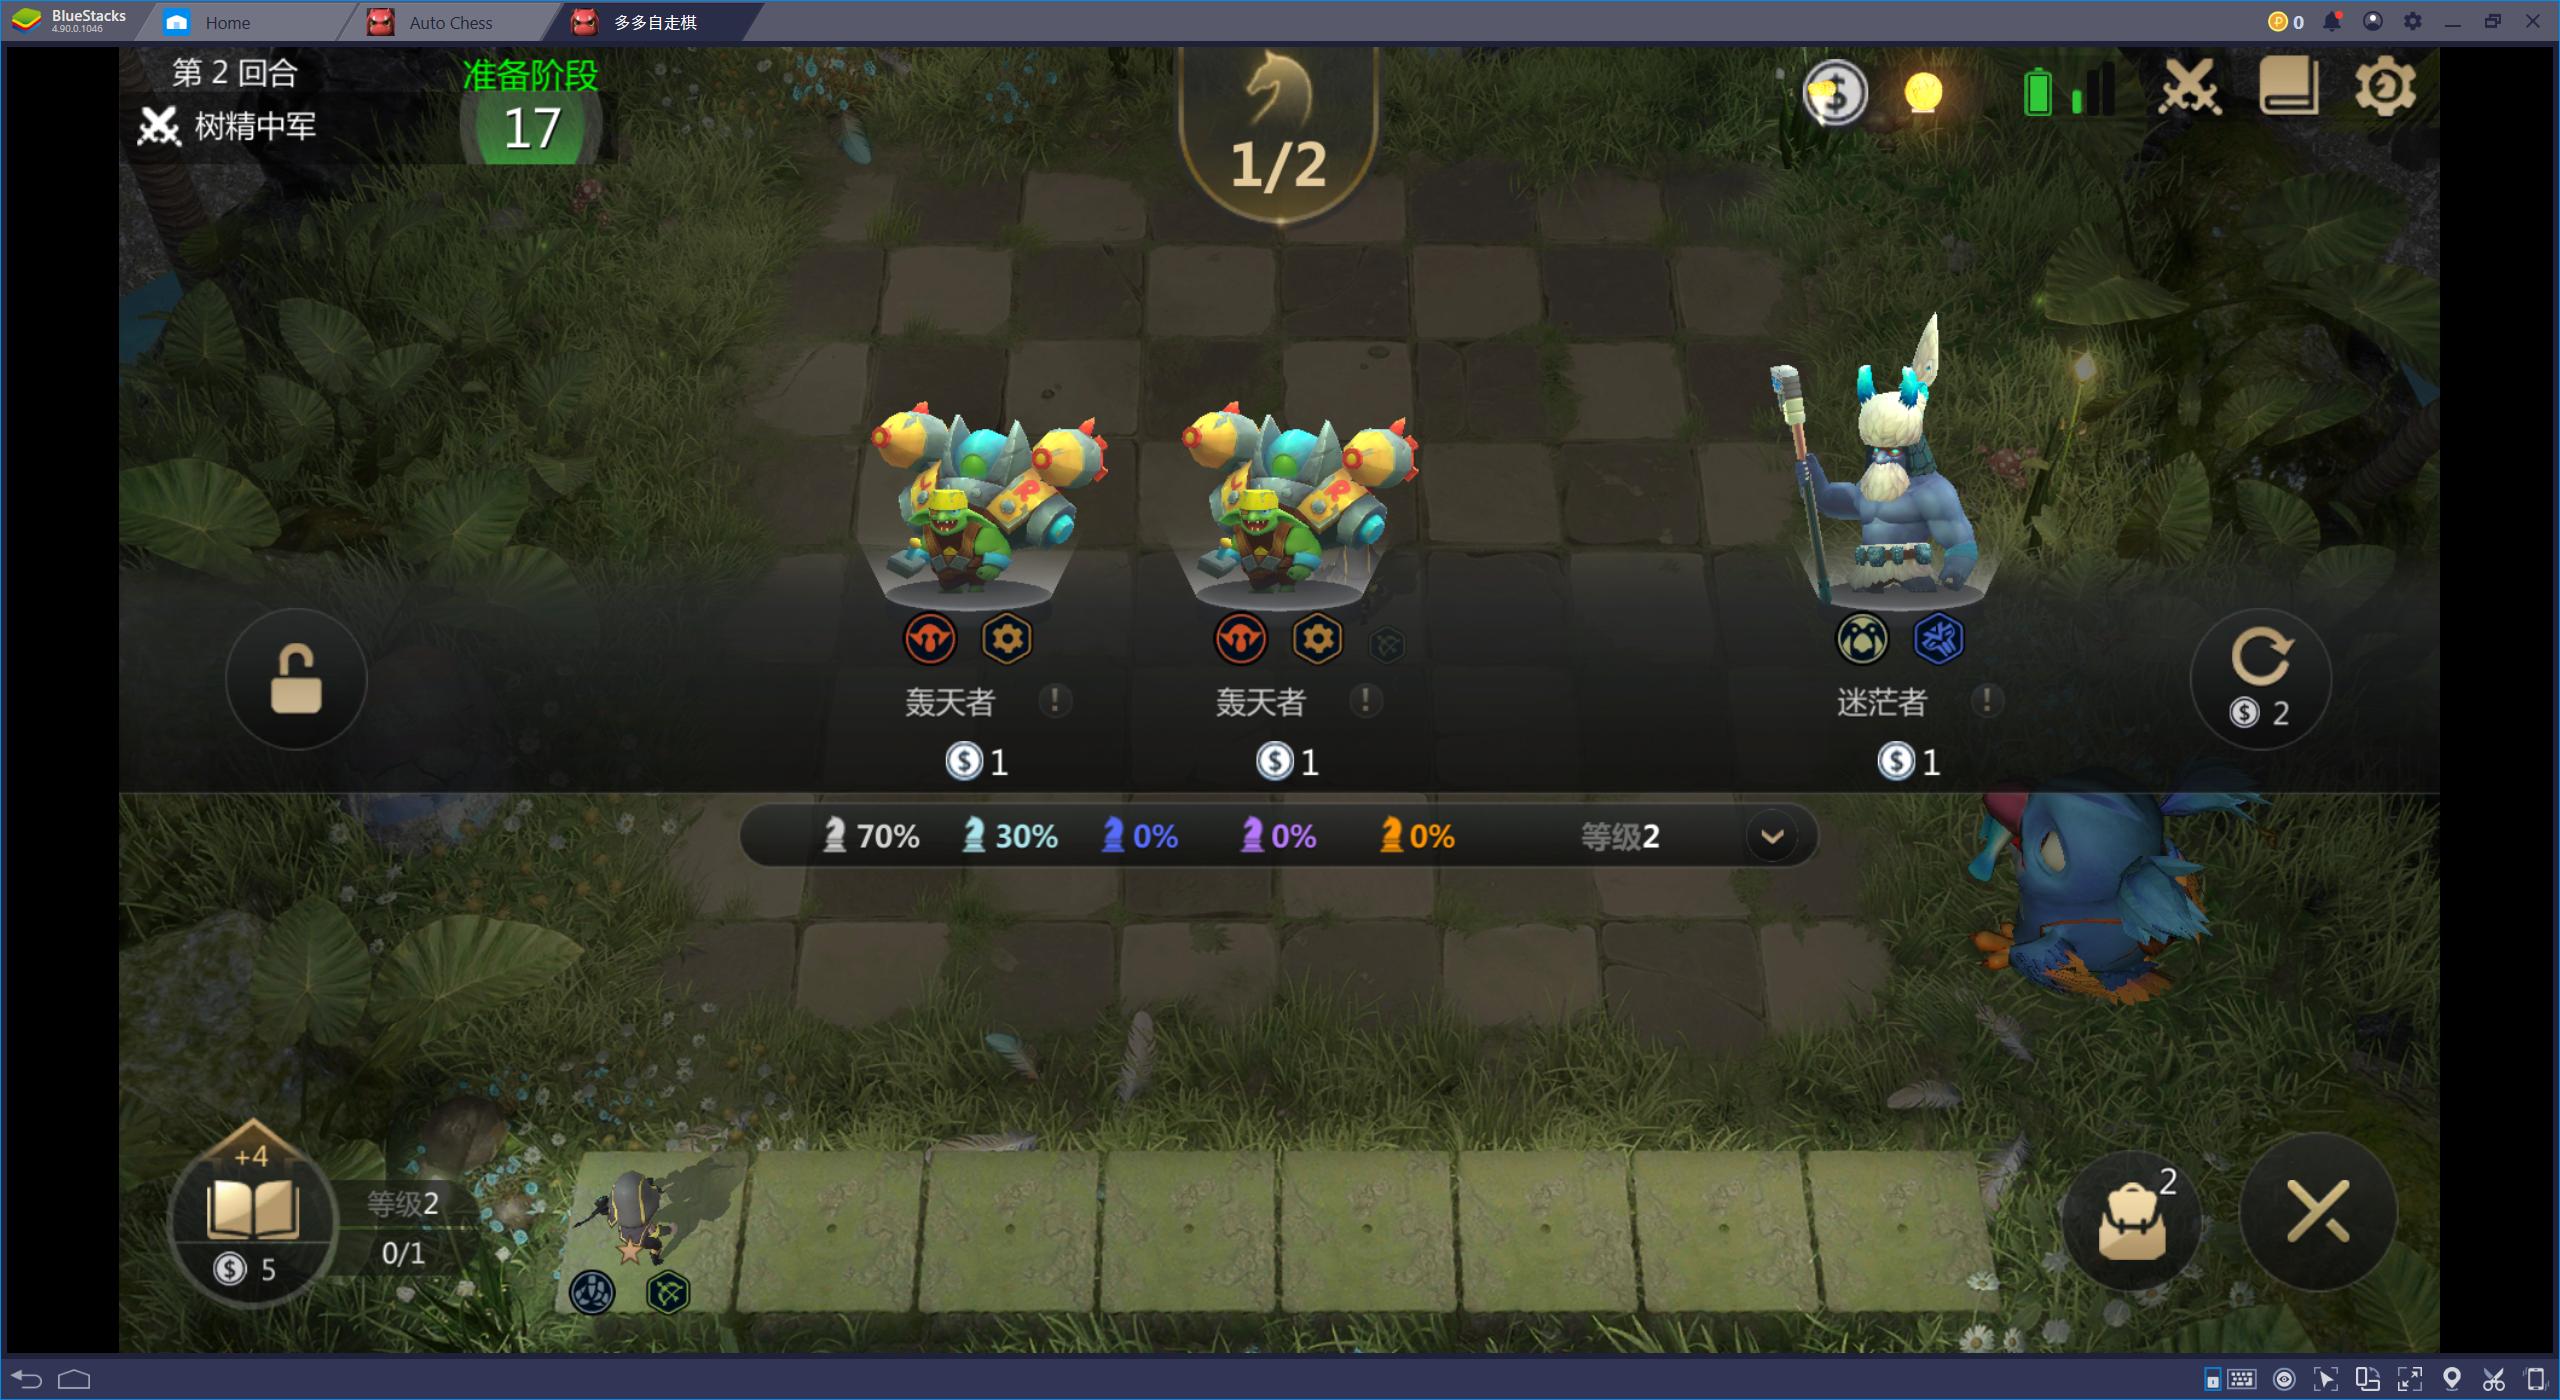 BlueStacks
4.90.0.1046
Home
Auto Chess
多多自走棋
0
第 2 回合
准备阶段
树精中军
17
1/2
轰天者 !
轰天者 !
迷茫者 !
$ 1
$ 1
$ 1
$ 2
70%
30%
0%
0%
0%
等级2
+4
等级2
0/1
$ 5
2